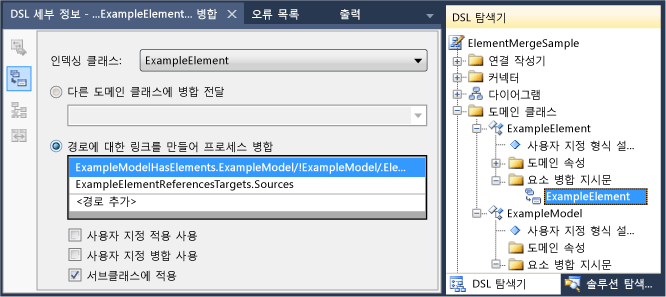 DSL 세부 정보 - ...ExampleElement... 병합
오류 목록
출력
인덱싱 클래스:
ExampleElement
다른 도메인 클래스에 병합 전달
경로에 대한 링크를 만들어 프로세스 병합
ExampleModelHasElements.ExampleModel/!ExampleModel/.Ele...
ExampleElementReferencesTargets.Sources
<경로 추가>
사용자 지정 적용 사용
사용자 지정 병합 사용
서브클래스에 적용
DSL 탐색기
ElementMergeSample
연결 작성기
커넥터
다이어그램
도메인 클래스
ExampleElement
사용자 지정 형식 설...
도메인 속성
요소 병합 지시문
ExampleElement
ExampleModel
사용자 지정 형식 설...
도메인 속성
요소 병합 지시문
DSL 탐색기
솔루션 탐색...